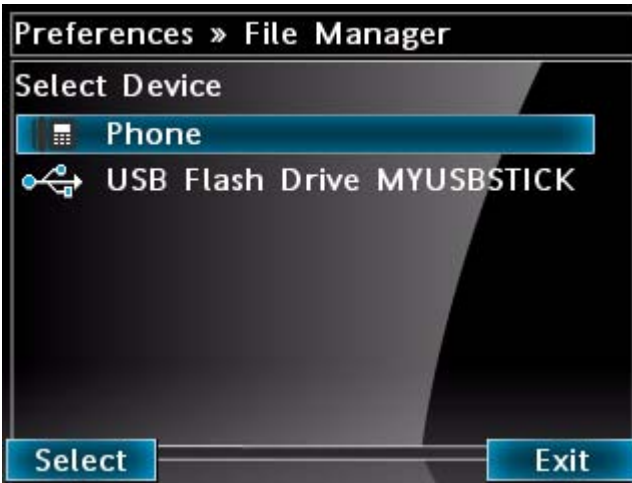 Preferences » File Manager
Select Device
Phone
USB Flash Drive MYUSBSTICK
Select Exit